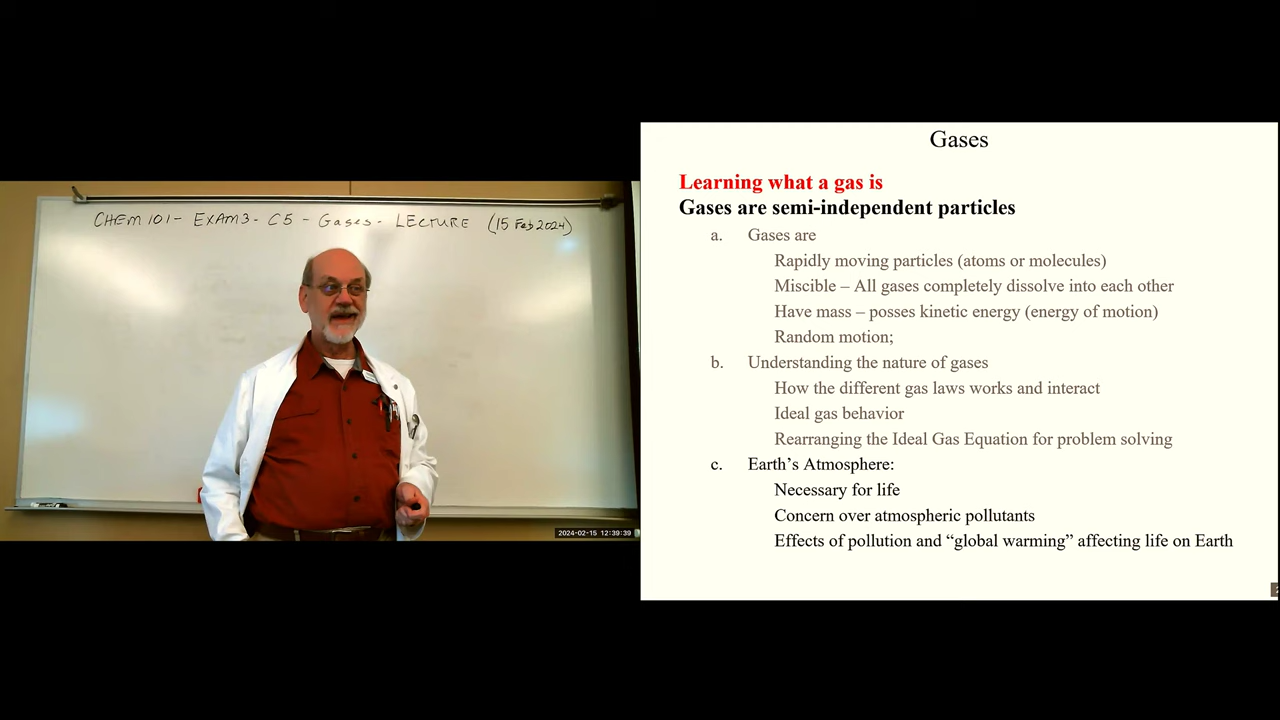 CHEM 101- EXAM3- C5 - Gases- LECTURE (15 Feb 2024)
2024-02-15 12:39:39
Gases
Learning what a gas is
Gases are semi-independent particles
a. Gases are
Rapidly moving particles (atoms or molecules)
Miscible – All gases completely dissolve into each other
Have mass – posses kinetic energy (energy of motion)
Random motion;
b. Understanding the nature of gases
How the different gas laws works and interact
Ideal gas behavior
Rearranging the Ideal Gas Equation for problem solving
c. Earth’s Atmosphere:
Necessary for life
Concern over atmospheric pollutants
Effects of pollution and “global warming” affecting life on Earth